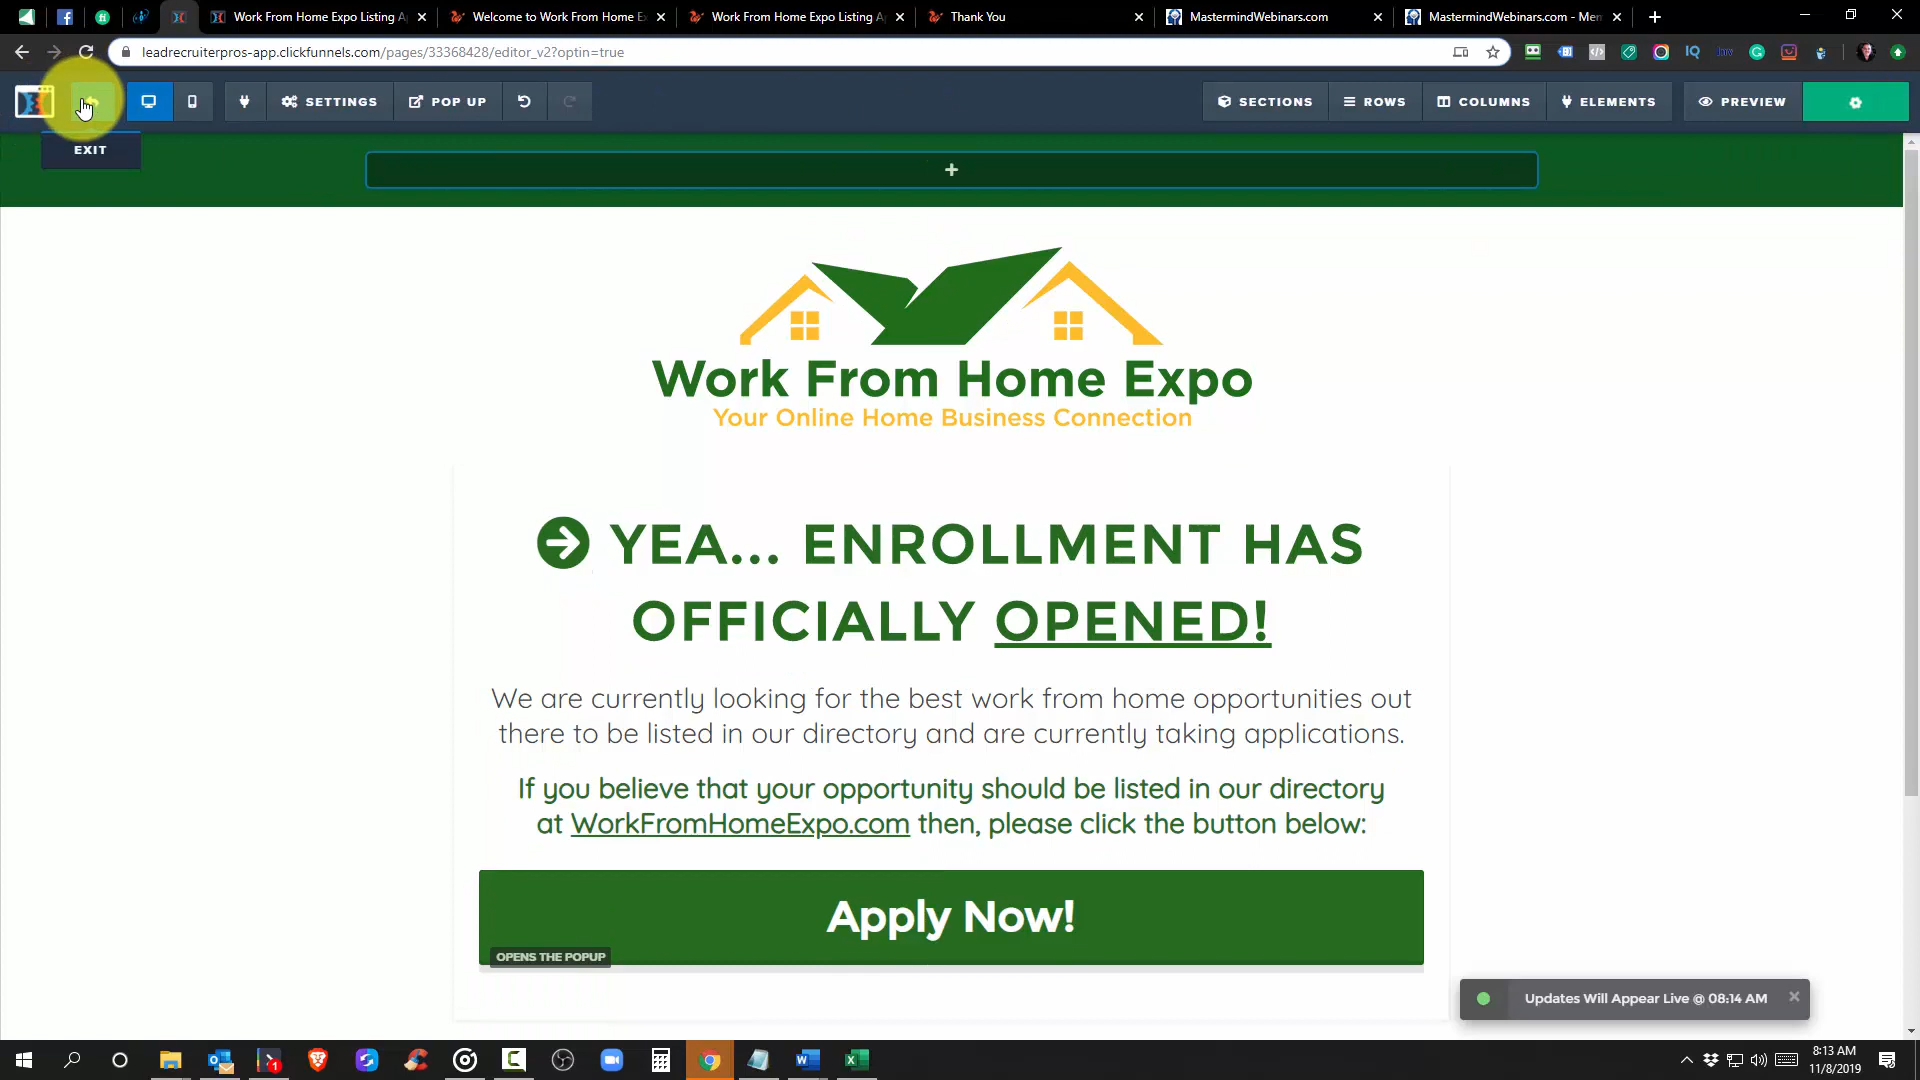 Work From Home Expo Listing A
Welcome to Work From Home E
Work From Home Expo Listing A
Thank You
MastermindWebinars.com
MastermindWebinars.com - Mem
leadrecruiterpros-app.clickfunnels.com/pages/33368428/editor_v2?optin=true
SETTINGS
POP UP
SECTIONS
ROWS
COLUMNS
ELEMENTS
PREVIEW
EXIT
Work From Home Expo
Your Online Home Business Connection
YEA... ENROLLMENT HAS
OFFICIALLY OPENED!
We are currently looking for the best work from home opportunities out
there to be listed in our directory and are currently taking applications.
If you believe that your opportunity should be listed in our directory
at WorkFromHomeExpo.com then, please click the button below:
Apply Now!
OPENS THE POPUP
Updates Will Appear Live @ 08:14 AM
8:13 AM
11/8/2019